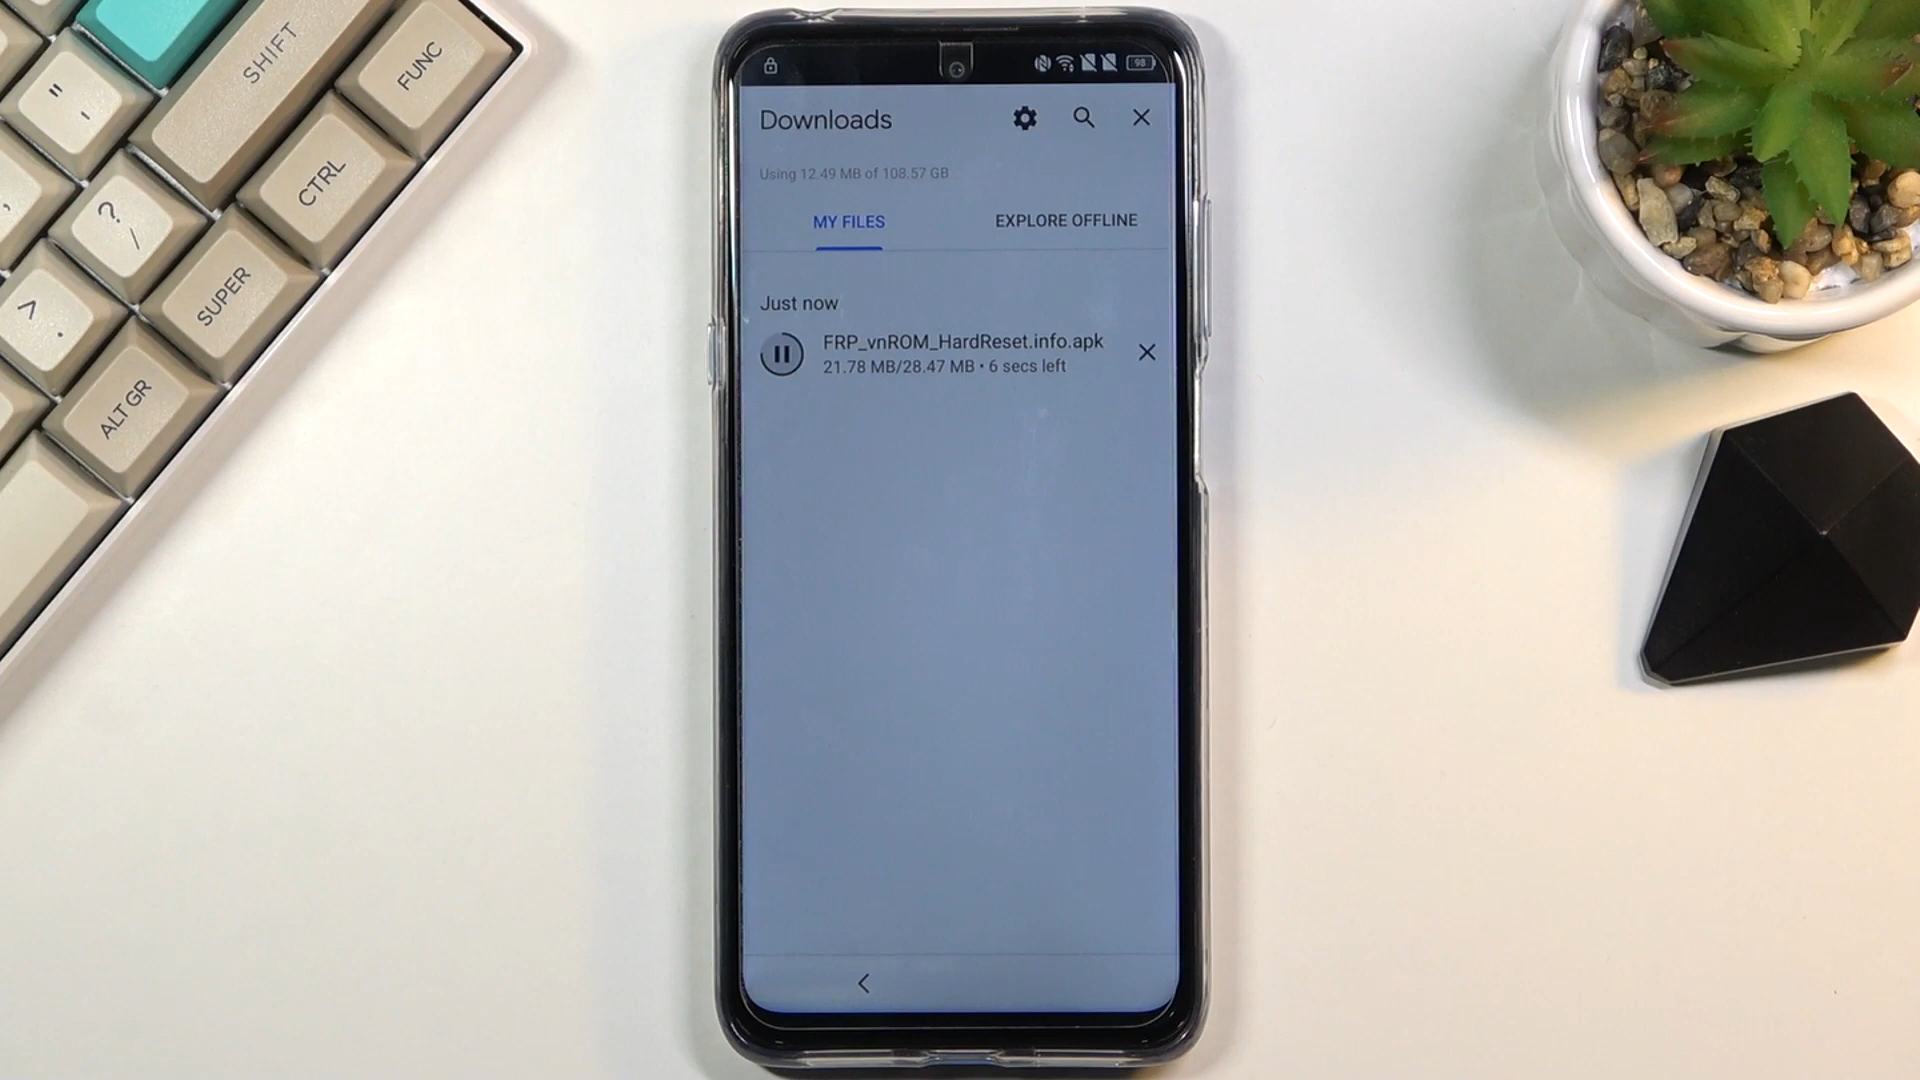 SHIFT
FUNC
"
'
CTRL
?
/
,
SUPER
>
.
ALT GR
98
Downloads
Using 12.49 MB of 108.57 GB
MY FILES
EXPLORE OFFLINE
Just now
FRP_vnROM_HardReset.info.apk
21.78 MB/28.47 MB • 6 secs left